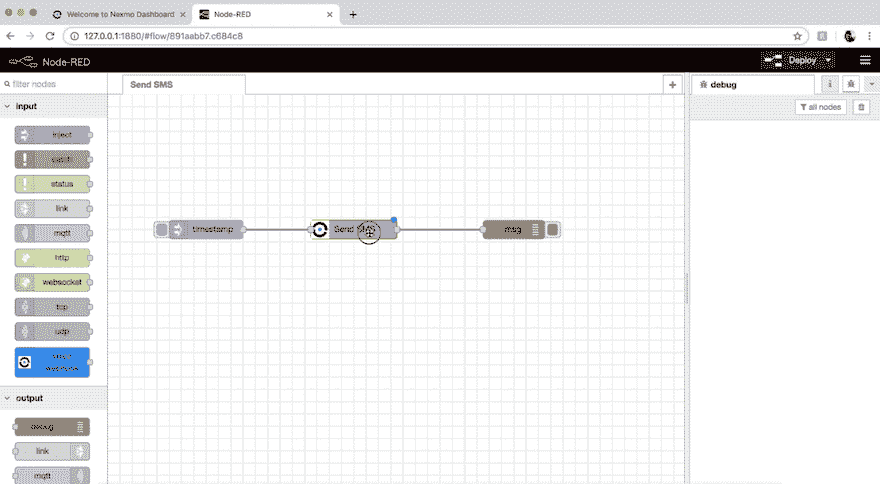 Welcome to Nexmo Dashboard
Node-RED
127.0.0.1:1880/#flow/891aabb7.c684c8
Node-RED
Deploy
filter nodes
Send SMS
debug
i
all nodes
input
inject
catch
status
link
mqtt
http
websocket
tcp
udp
timestamp
Send SMS
msg
output
debug
link
mqtt